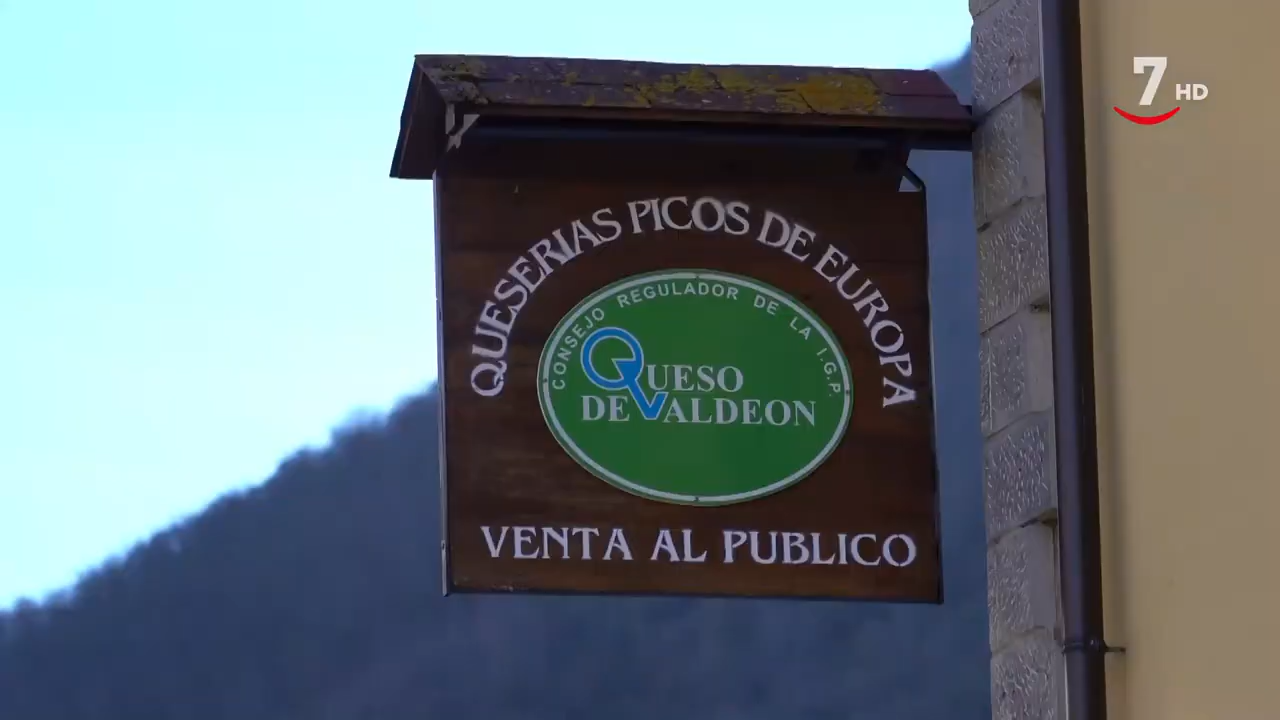 7 HD
QUESERIAS PICOS DE EUROPA
CONSEJO REGULADOR DE LA I.G.P.
QUESO
DE VALDEON
VENTA AL PUBLICO